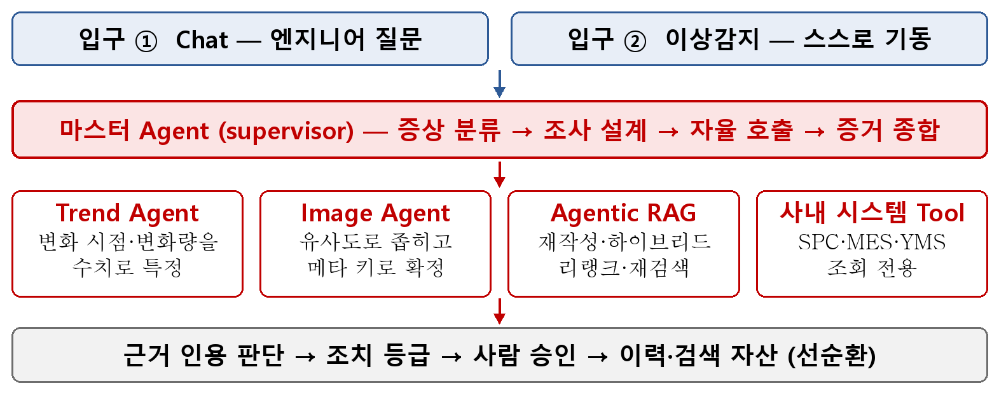 입구 ① Chat — 엔지니어 질문
입구 ② 이상감지 — 스스로 기동
마스터 Agent (supervisor) — 증상 분류 → 조사 설계 → 자율 호출 → 증거 종합
Trend Agent
변화 시점·변화량을
수치로 특정
Image Agent
유사도로 좁히고
메타 키로 확정
Agentic RAG
재작성·하이브리드
리랭크·재검색
사내 시스템 Tool
SPC·MES·YMS
조회 전용
근거 인용 판단 → 조치 등급 → 사람 승인 → 이력·검색 자산 (선순환)